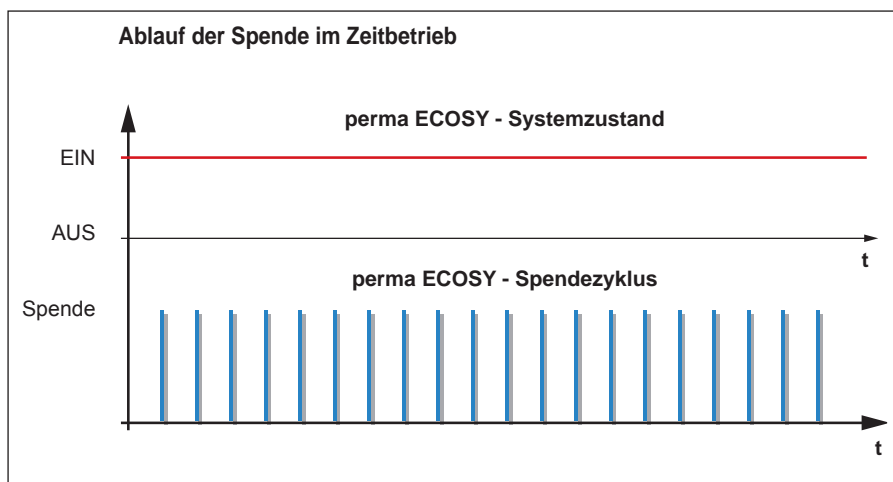 Ablauf der Spende im Zeitbetrieb
perma ECOSY - Systemzustand
EIN
AUS
t
perma ECOSY - Spendezyklus
Spende
t